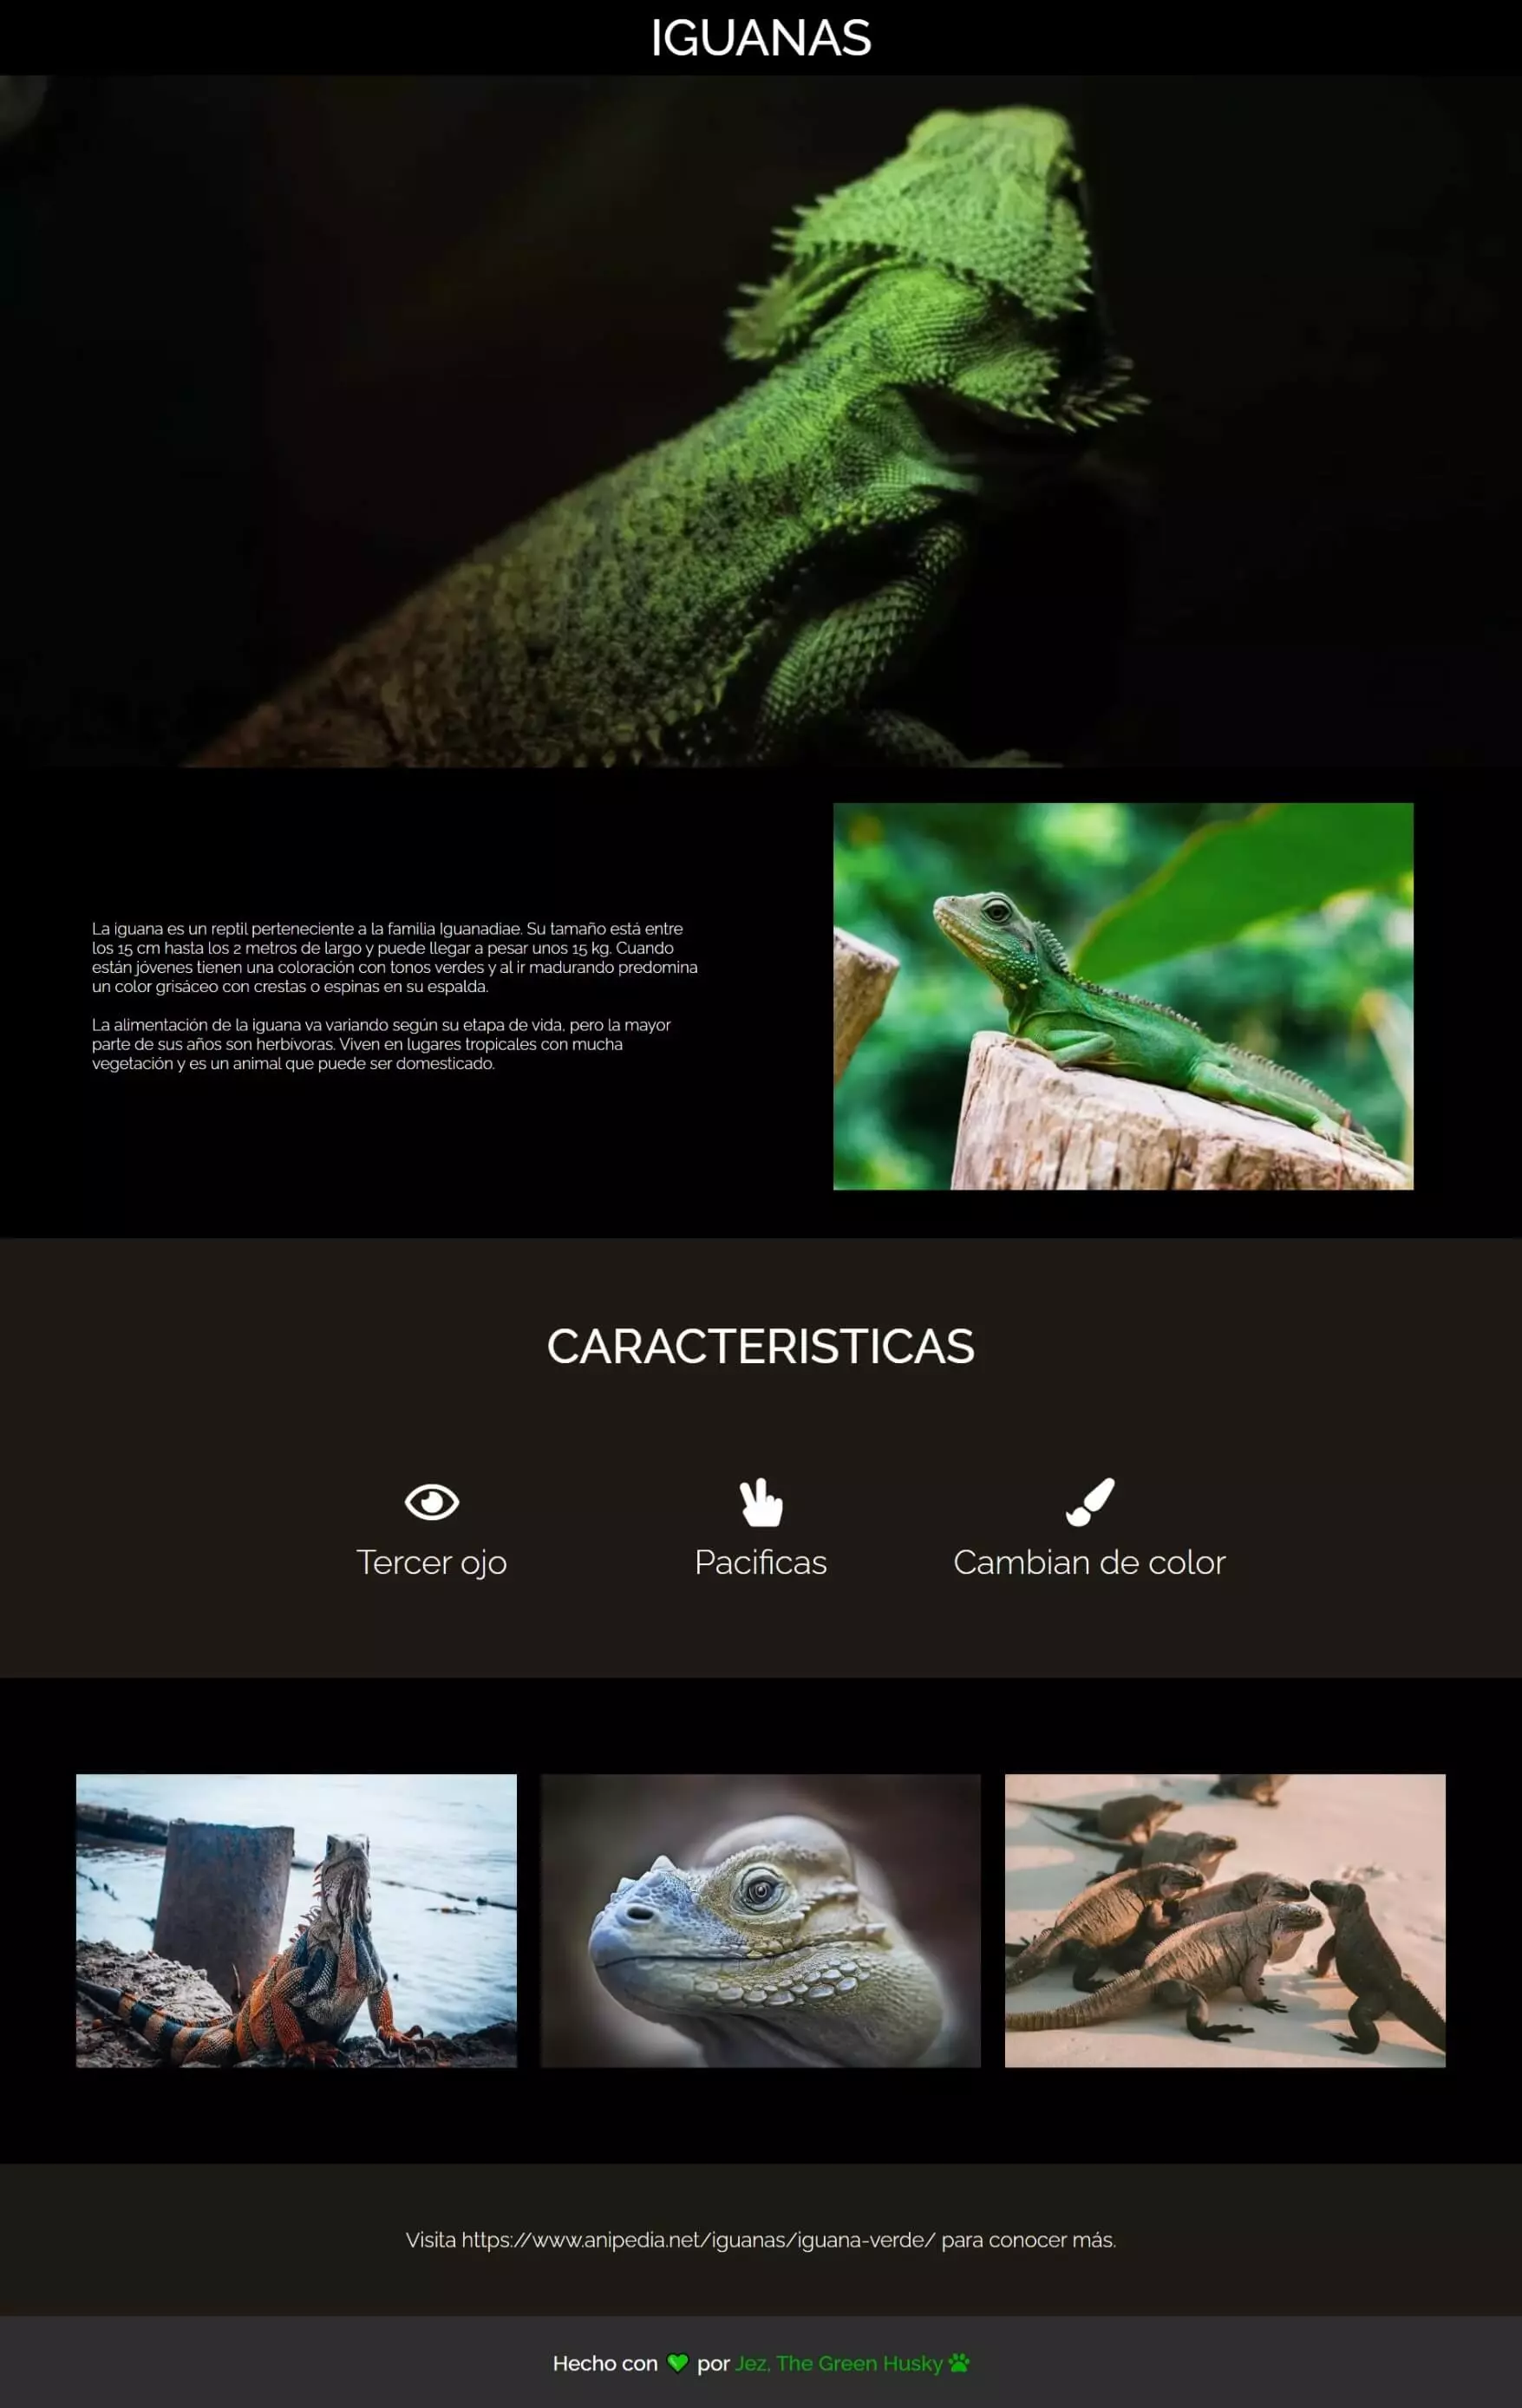 IGUANAS
La iguana es un reptil perteneciente a la familia Iguanadiae. Su tamaño está entre
los 15 cm hasta los 2 metros de largo y puede llegar a pesar unos 15 kg. Cuando
están jóvenes tienen una coloración con tonos verdes y al ir madurando predomina
un color grisáceo con crestas o espinas en su espalda.
La alimentación de la iguana va variando según su etapa de vida, pero la mayor
parte de sus años son herbívoras. Viven en lugares tropicales con mucha
vegetación y es un animal que puede ser domesticado.
CARACTERISTICAS
Tercer ojo
Pacificas
Cambian de color
Visita https://www.anipedia.net/iguanas/iguana-verde/ para conocer más.
Hecho con 💚 por Jez, The Green Husky 🐾